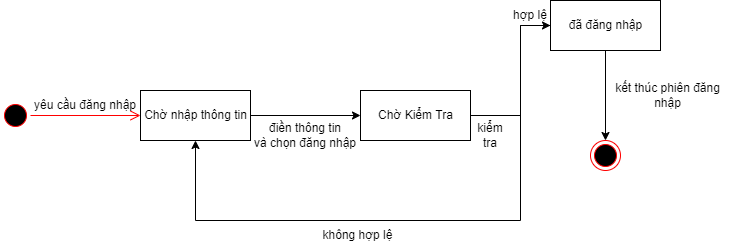 hợp lệ
đã đăng nhập
yêu cầu đăng nhập
Chờ nhập thông tin
điền thông tin
và chọn đăng nhập
Chờ Kiểm Tra
kiểm
tra
kết thúc phiên đăng
nhập
không hợp lệ